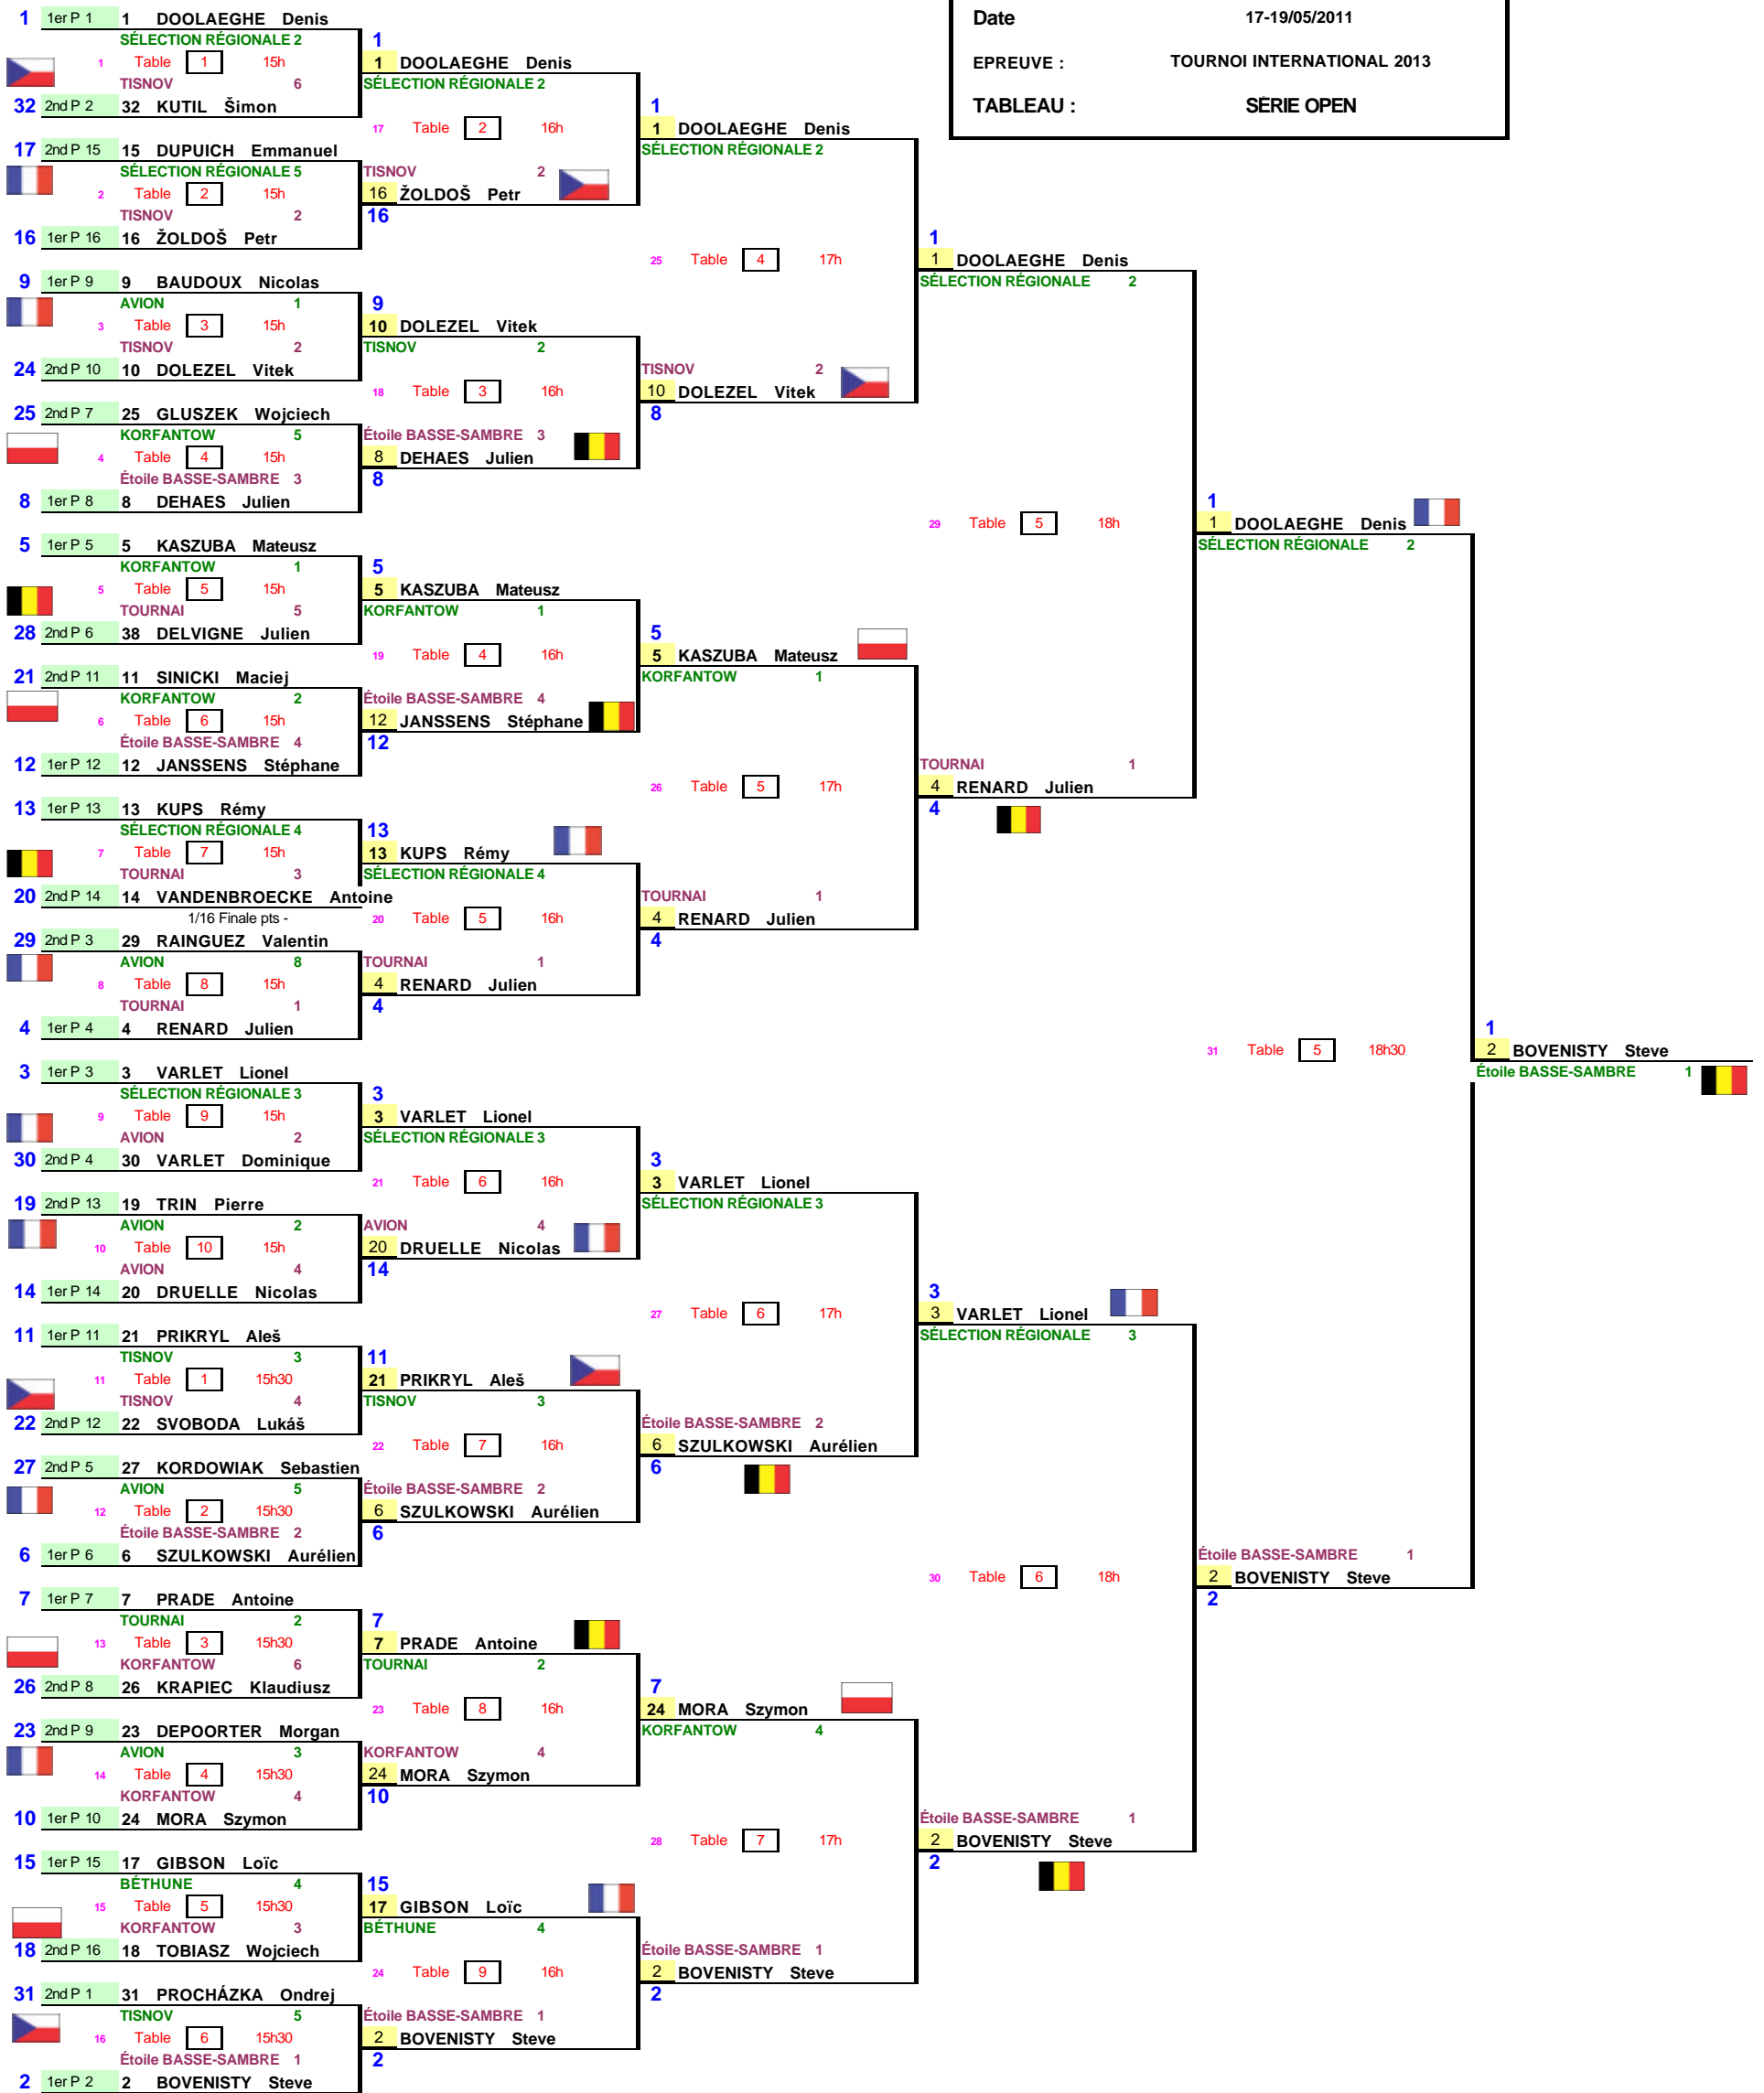 Date 17-19/05/2011
EPREUVE : TOURNOI INTERNATIONAL 2013
TABLEAU : SÉRIE OPEN
1 1er P 1 1 DOOLAEGHE Denis
SÉLECTION RÉGIONALE 2
1 Table 1 15h
TISNOV 6
32 2nd P 2 32 KUTIL Šimon
17 2nd P 15 15 DUPUICH Emmanuel
SÉLECTION RÉGIONALE 5
2 Table 2 15h
TISNOV 2
16 1er P 16 16 ŽOLDOŠ Petr
9 1er P 9 9 BAUDOUX Nicolas
AVION 1
3 Table 3 15h
TISNOV 2
24 2nd P 10 10 DOLEZEL Vitek
25 2nd P 7 25 GLUSZEK Wojciech
KORFANTOW 5
4 Table 4 15h
Étoile BASSE-SAMBRE 3
8 1er P 8 8 DEHAES Julien
5 1er P 5 5 KASZUBA Mateusz
KORFANTOW 1
5 Table 5 15h
TOURNAI 5
28 2nd P 6 38 DELVIGNE Julien
21 2nd P 11 11 SINICKI Maciej
KORFANTOW 2
6 Table 6 15h
Étoile BASSE-SAMBRE 4
12 1er P 12 12 JANSSENS Stéphane
13 1er P 13 13 KUPS Rémy
SÉLECTION RÉGIONALE 4
7 Table 7 15h
TOURNAI 3
20 2nd P 14 14 VANDENBROECKE Antoine
1/16 Finale pts -
29 2nd P 3 29 RAINGUEZ Valentin
AVION 8
8 Table 8 15h
TOURNAI 1
4 1er P 4 4 RENARD Julien
3 1er P 3 3 VARLET Lionel
SÉLECTION RÉGIONALE 3
9 Table 9 15h
AVION 2
30 2nd P 4 30 VARLET Dominique
19 2nd P 13 19 TRIN Pierre
AVION 2
10 Table 10 15h
AVION 4
14 1er P 14 20 DRUELLE Nicolas
11 1er P 11 21 PRIKRYL Aleš
TISNOV 3
11 Table 1 15h30
TISNOV 4
22 2nd P 12 22 SVOBODA Lukáš
27 2nd P 5 27 KORDOWIAK Sebastien
AVION 5
12 Table 2 15h30
Étoile BASSE-SAMBRE 2
6 1er P 6 6 SZULKOWSKI Aurélien
7 1er P 7 7 PRADE Antoine
TOURNAI 2
13 Table 3 15h30
KORFANTOW 6
26 2nd P 8 26 KRAPIEC Klaudiusz
23 2nd P 9 23 DEPOORTER Morgan
AVION 3
14 Table 4 15h30
KORFANTOW 4
10 1er P 10 24 MORA Szymon
15 1er P 15 17 GIBSON Loïc
BÉTHUNE 4
15 Table 5 15h30
KORFANTOW 3
18 2nd P 16 18 TOBIASZ Wojciech
31 2nd P 1 31 PROCHÁZKA Ondrej
TISNOV 5
16 Table 6 15h30
Étoile BASSE-SAMBRE 1
2 1er P 2 2 BOVENISTY Steve
1
1 DOOLAEGHE Denis
SÉLECTION RÉGIONALE 2
17 Table 2 16h
TISNOV 2
16 ŽOLDOŠ Petr
16
9
10 DOLEZEL Vitek
TISNOV 2
18 Table 3 16h
Étoile BASSE-SAMBRE 3
8 DEHAES Julien
8
5
5 KASZUBA Mateusz
KORFANTOW 1
19 Table 4 16h
Étoile BASSE-SAMBRE 4
12 JANSSENS Stéphane
12
13
13 KUPS Rémy
SÉLECTION RÉGIONALE 4
20 Table 5 16h
TOURNAI 1
4 RENARD Julien
4
3
3 VARLET Lionel
SÉLECTION RÉGIONALE 3
21 Table 6 16h
AVION 4
20 DRUELLE Nicolas
14
11
21 PRIKRYL Aleš
TISNOV 3
22 Table 7 16h
Étoile BASSE-SAMBRE 2
6 SZULKOWSKI Aurélien
6
7
7 PRADE Antoine
TOURNAI 2
23 Table 8 16h
KORFANTOW 4
24 MORA Szymon
10
15
17 GIBSON Loïc
BÉTHUNE 4
24 Table 9 16h
Étoile BASSE-SAMBRE 1
2 BOVENISTY Steve
2
1
1 DOOLAEGHE Denis
SÉLECTION RÉGIONALE 2
25 Table 4 17h
TISNOV 2
10 DOLEZEL Vitek
8
5
5 KASZUBA Mateusz
KORFANTOW 1
26 Table 5 17h
TOURNAI 1
4 RENARD Julien
4
3
3 VARLET Lionel
SÉLECTION RÉGIONALE 3
27 Table 6 17h
Étoile BASSE-SAMBRE 2
6 SZULKOWSKI Aurélien
6
7
24 MORA Szymon
KORFANTOW 4
28 Table 7 17h
Étoile BASSE-SAMBRE 1
2 BOVENISTY Steve
2
1
1 DOOLAEGHE Denis
SÉLECTION RÉGIONALE 2
29 Table 5 18h
TOURNAI 1
4 RENARD Julien
4
3
3 VARLET Lionel
SÉLECTION RÉGIONALE 3
30 Table 6 18h
Étoile BASSE-SAMBRE 1
2 BOVENISTY Steve
2
1
1 DOOLAEGHE Denis
SÉLECTION RÉGIONALE 2
31 Table 5 18h30
Étoile BASSE-SAMBRE 1
2 BOVENISTY Steve
2
1
2 BOVENISTY Steve
Étoile BASSE-SAMBRE 1